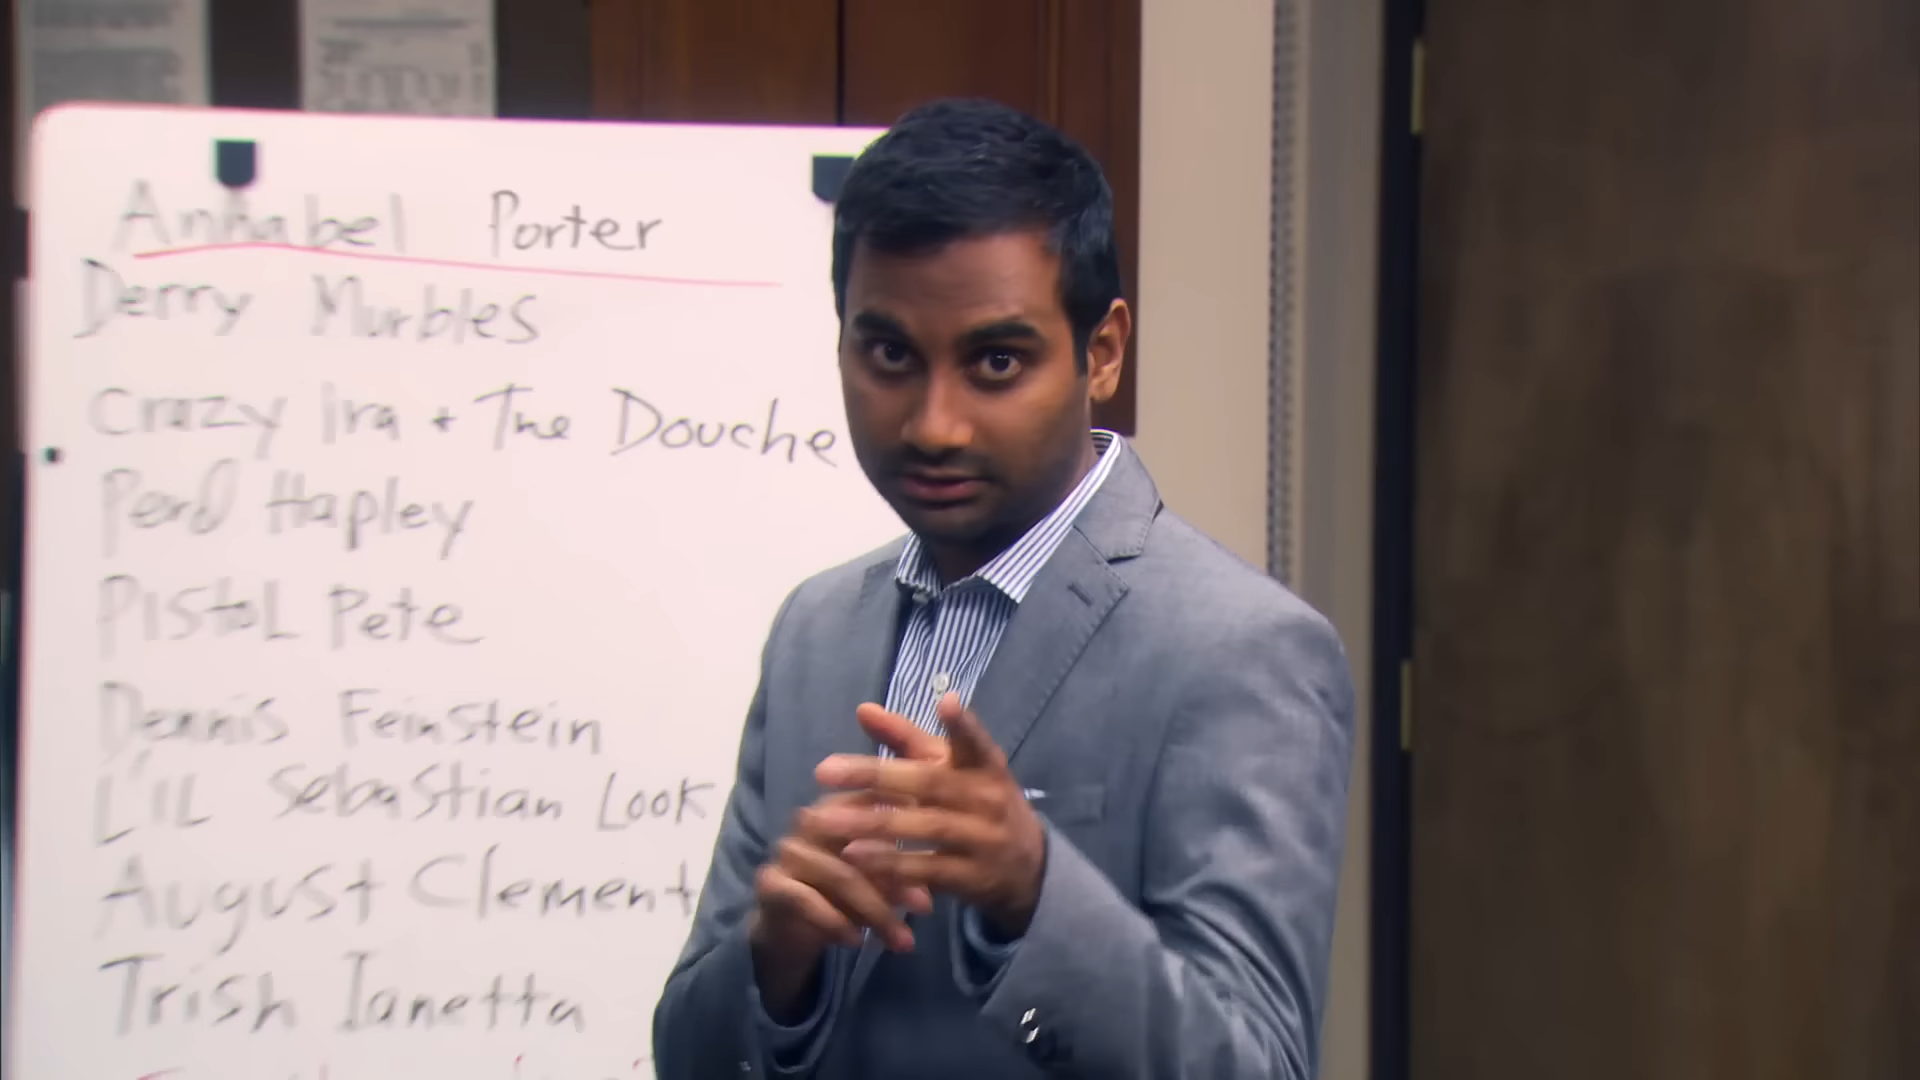 Annabel Porter
Derry Murbles
Crazy Ira + The Douche
Perd Hapley
PIStoL Pete
Dennis Feinstein
L'IL SebaStian Look
August Clement
Trish Ianetta